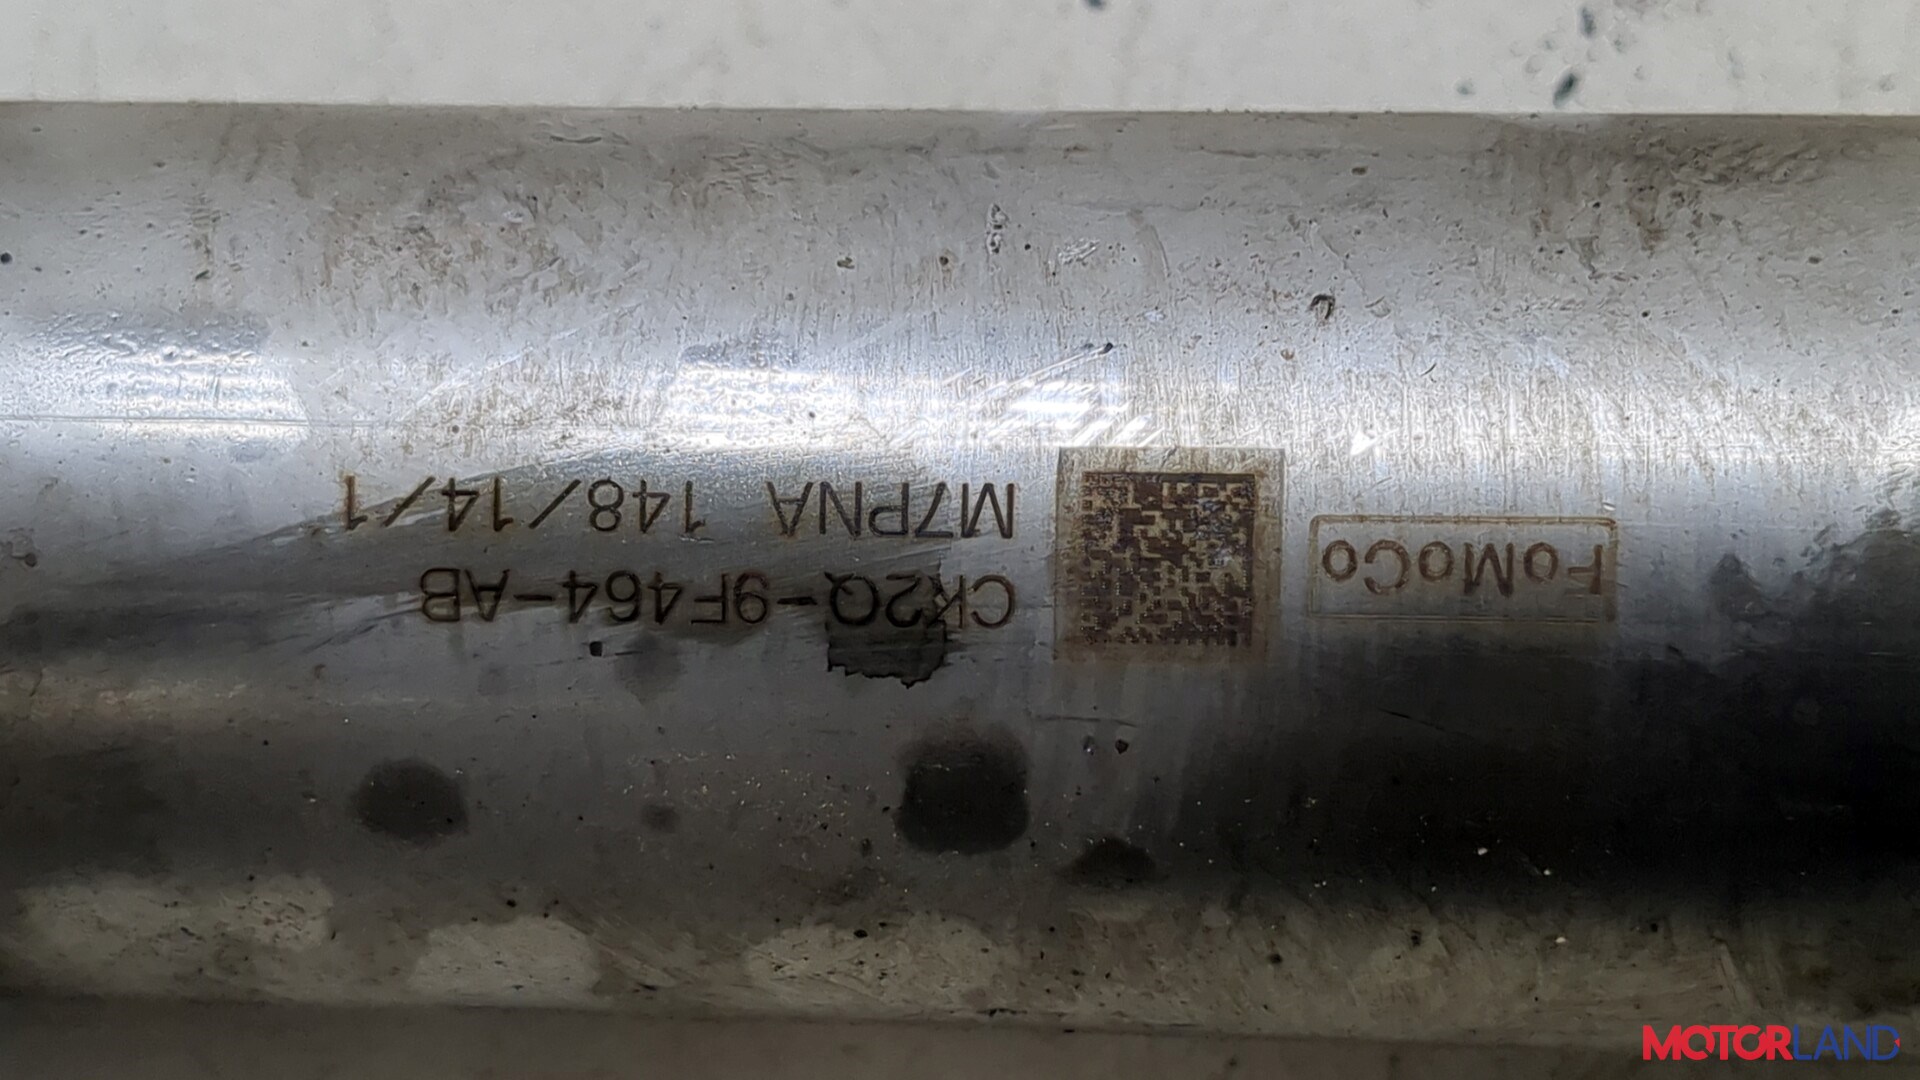 FoMoCo
CK2Q-9F464-AB
M7PNA 148/14/1
MOTORLAND